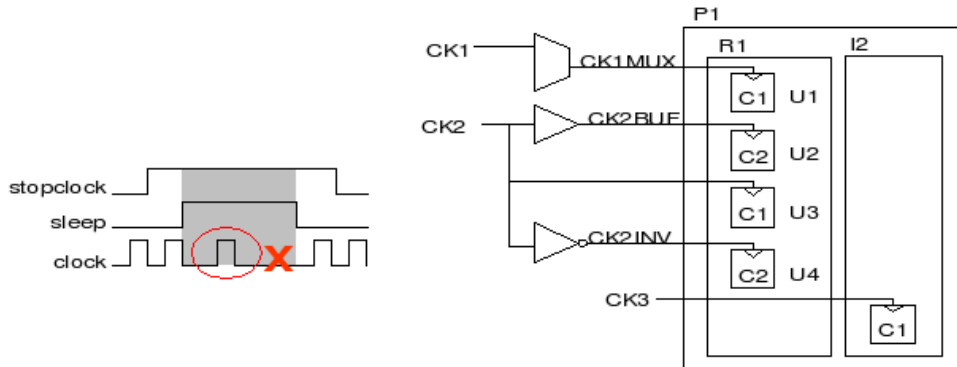 stopclock
sleep
clock
X
P1
CK1
CK1MUX
R1
I2
C1 U1
CK2
CK2BUF
C2 U2
C1 U3
CK2INV
C2 U4
CK3
C1